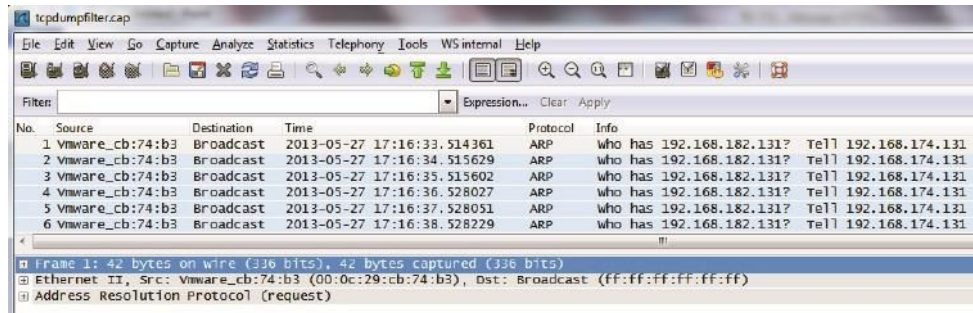 tcpdumpfilter.cap
File Edit View Go Capture Analyze Statistics Telephony Tools WS internal Help
Filter: Expression... Clear Apply
No. Source Destination Time Protocol Info
1 Vmware_cb:74:b3 Broadcast 2013-05-27 17:16:33.514361 ARP Who has 192.168.182.131? Tell 192.168.174.131
2 Vmware_cb:74:b3 Broadcast 2013-05-27 17:16:34.515629 ARP Who has 192.168.182.131? Tell 192.168.174.131
3 Vmware_cb:74:b3 Broadcast 2013-05-27 17:16:35.515602 ARP Who has 192.168.182.131? Tell 192.168.174.131
4 Vmware_cb:74:b3 Broadcast 2013-05-27 17:16:36.528027 ARP Who has 192.168.182.131? Tell 192.168.174.131
5 Vmware_cb:74:b3 Broadcast 2013-05-27 17:16:37.528051 ARP Who has 192.168.182.131? Tell 192.168.174.131
6 Vmware_cb:74:b3 Broadcast 2013-05-27 17:16:38.528229 ARP Who has 192.168.182.131? Tell 192.168.174.131
Frame 1: 42 bytes on wire (336 bits), 42 bytes captured (336 bits)
Ethernet II, Src: Vmware_cb:74:b3 (00:0c:29:cb:74:b3), Dst: Broadcast (ff:ff:ff:ff:ff:ff)
Address Resolution Protocol (request)